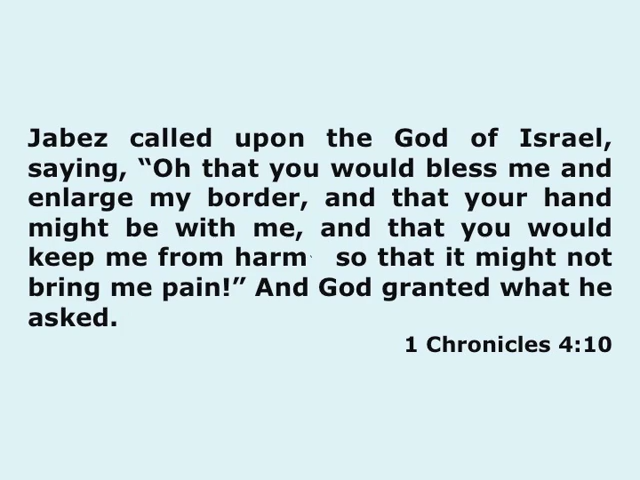 Jabez called upon the God of Israel,
saying, “Oh that you would bless me and
enlarge my border, and that your hand
might be with me, and that you would
keep me from harm so that it might not
bring me pain!” And God granted what he
asked.
1 Chronicles 4:10